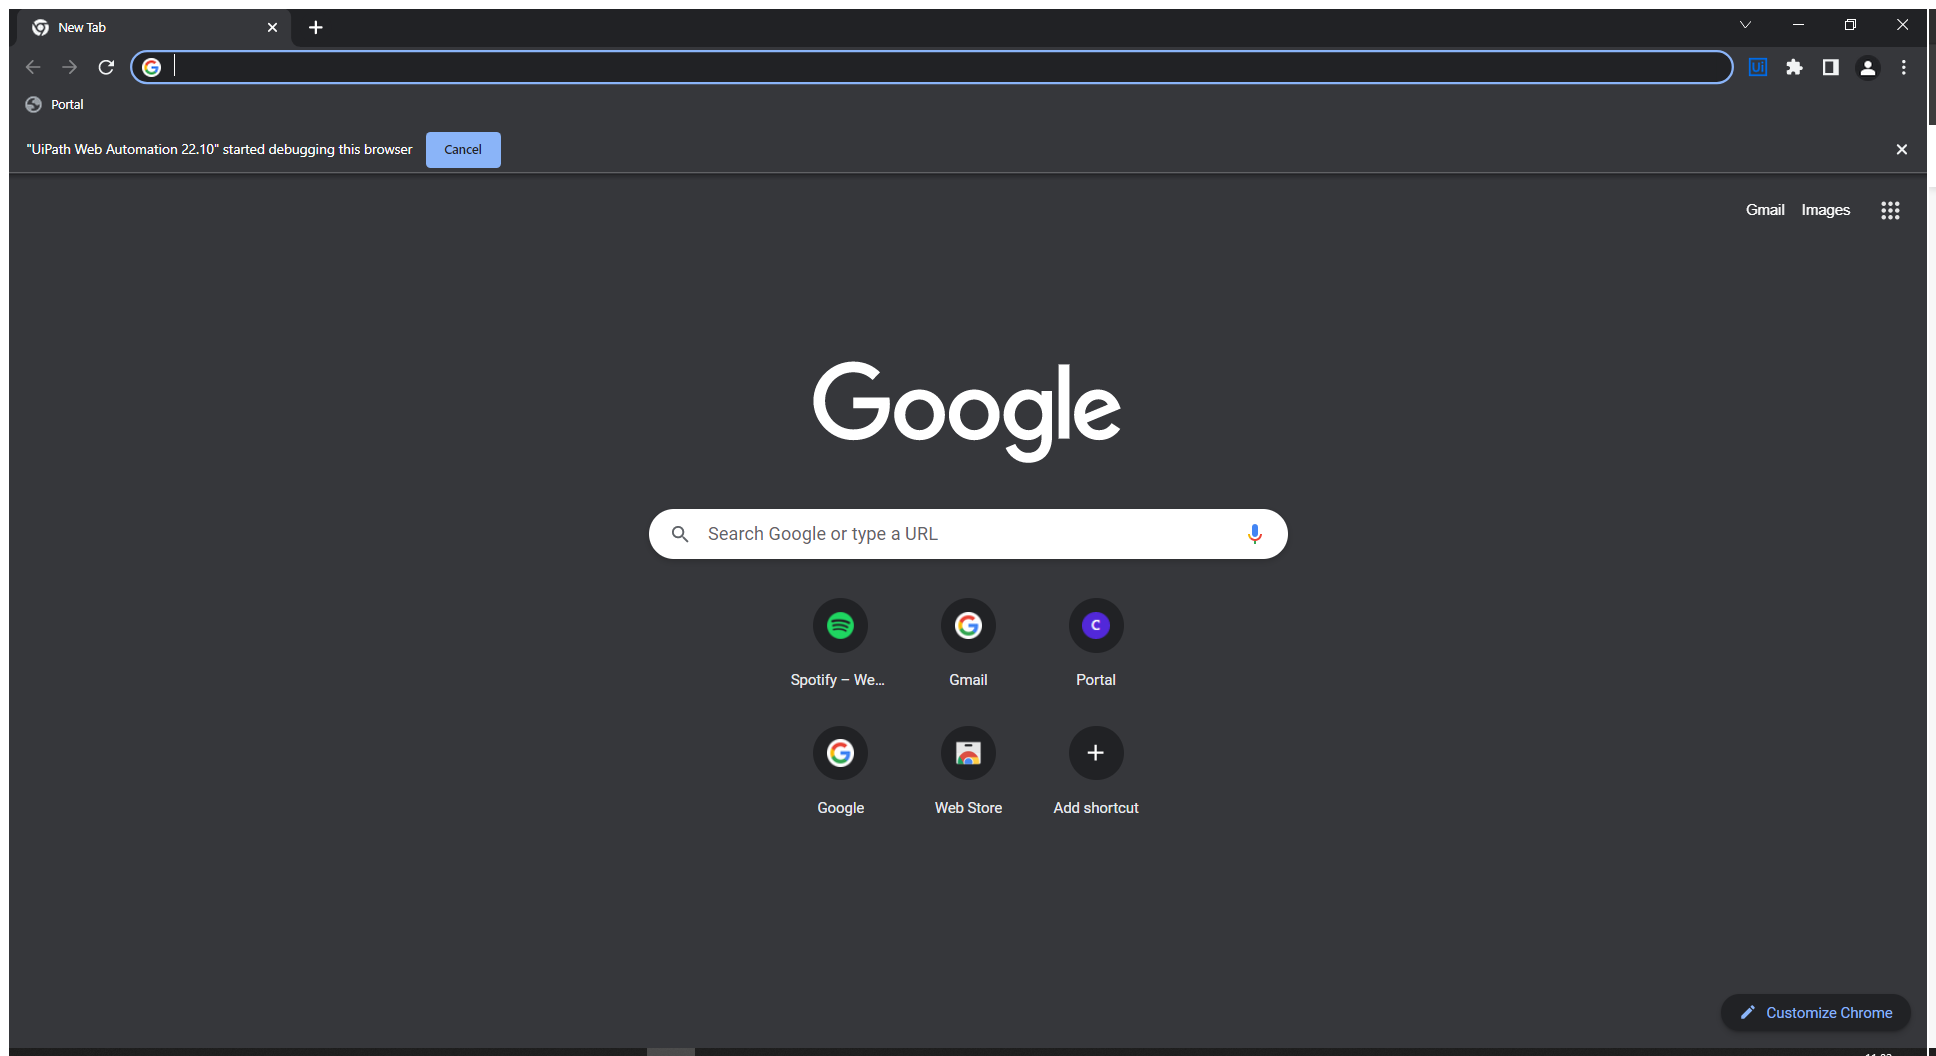 New Tab
Portal
"UiPath Web Automation 22.10" started debugging this browser Cancel
Gmail Images
Google
Search Google or type a URL
Spotify – We... Gmail Portal
C
Google Web Store Add shortcut
Customize Chrome